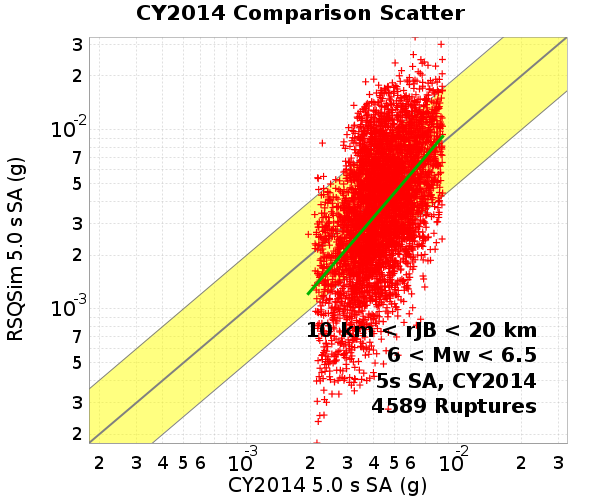 CY2014 Comparison Scatter
RSQSim 5.0 s SA (g)
3
2
10-2
7
5
3
2
10-3
7
5
3
2
10 km < rJB < 20 km
6 < Mw < 6.5
5s SA, CY2014
4589 Ruptures
2 3 4 5 6 10-3 2 3 4 5 6 10-2 2 3
CY2014 5.0 s SA (g)